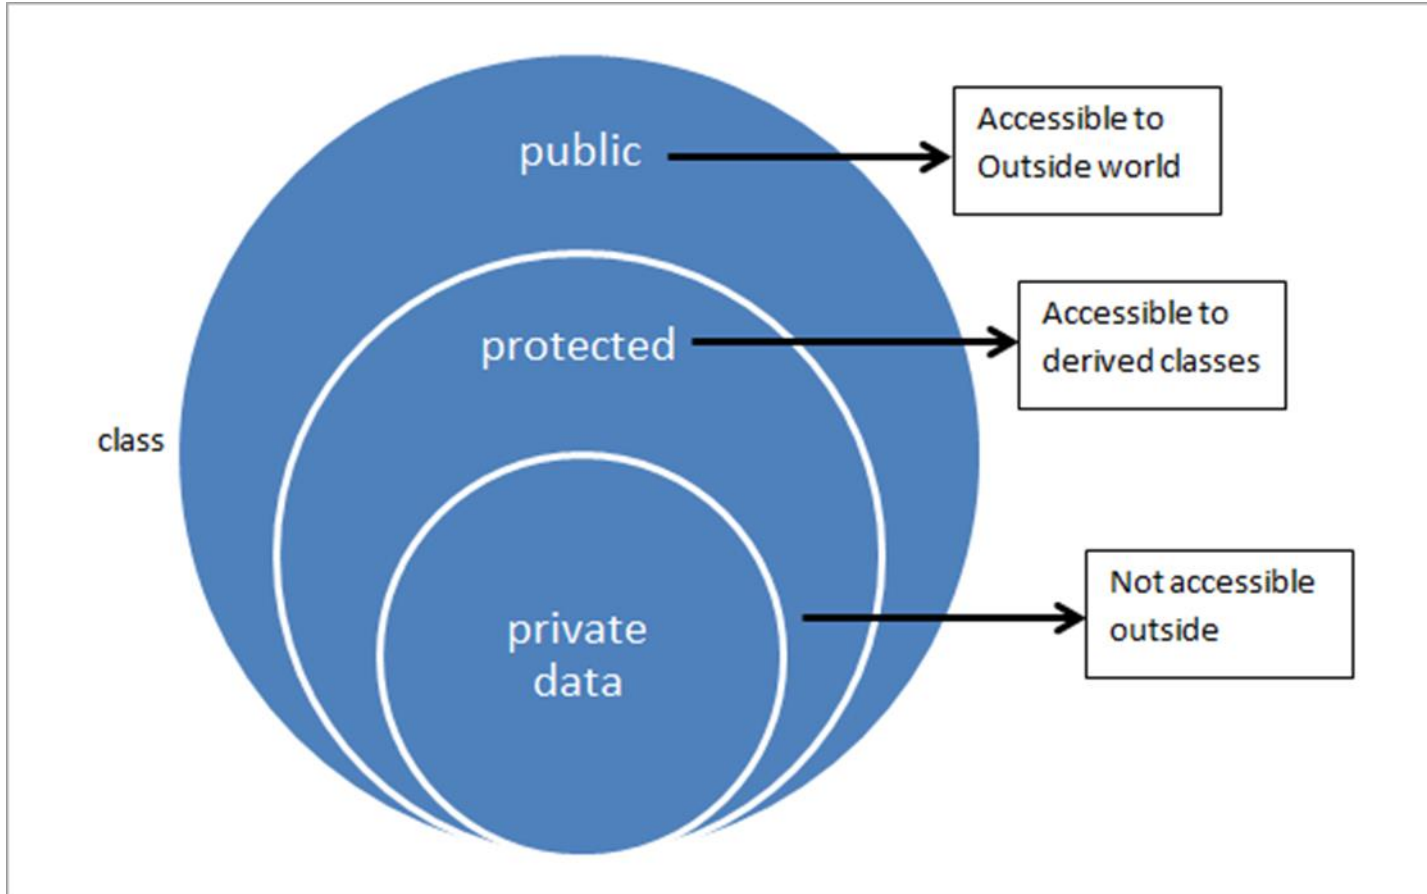 public
Accessible to
Outside world
protected
Accessible to
derived classes
class
private
data
Not accessible
outside